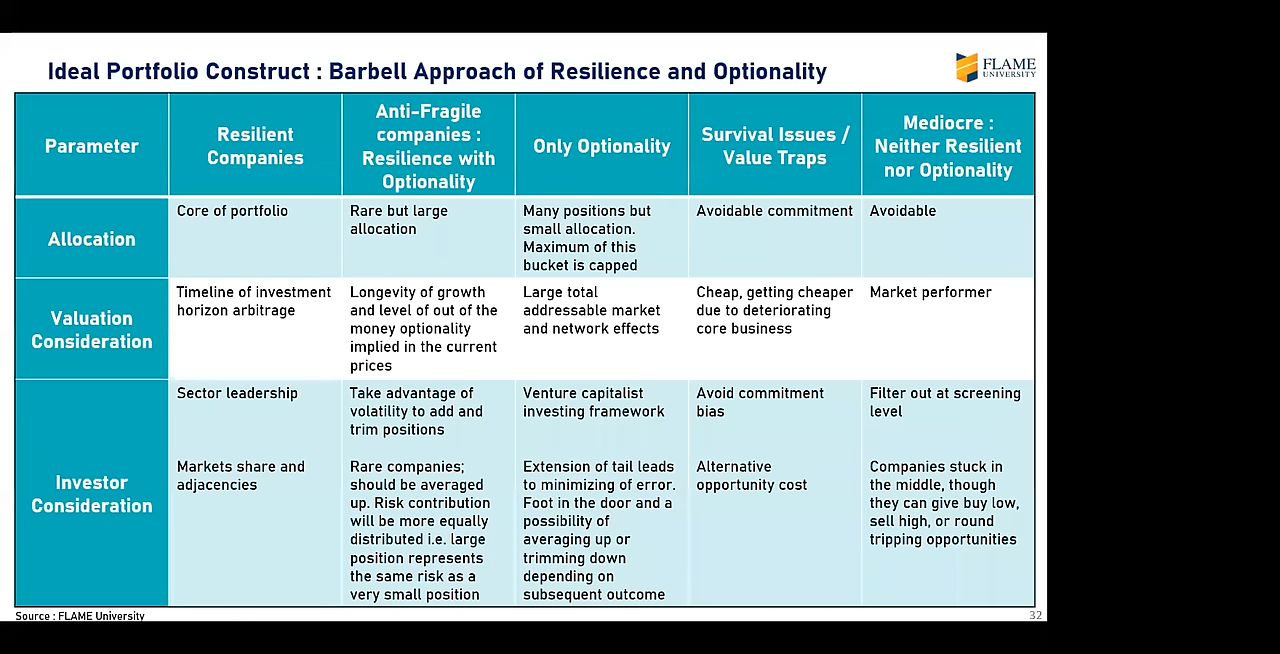 Ideal Portfolio Construct : Barbell Approach of Resilience and Optionality
FLAME
UNIVERSITY
Parameter
Resilient
Companies
Anti-Fragile
companies :
Resilience with
Optionality
Only Optionality
Survival Issues /
Value Traps
Mediocre :
Neither Resilient
nor Optionality
Allocation
Core of portfolio
Rare but large
allocation
Many positions but
small allocation.
Maximum of this
bucket is capped
Avoidable commitment
Avoidable
Valuation
Consideration
Timeline of investment
horizon arbitrage
Longevity of growth
and level of out of the
money optionality
implied in the current
prices
Large total
addressable market
and network effects
Cheap, getting cheaper
due to deteriorating
core business
Market performer
Investor
Consideration
Sector leadership
Take advantage of
volatility to add and
trim positions
Venture capitalist
investing framework
Avoid commitment
bias
Filter out at screening
level
Markets share and
adjacencies
Rare companies;
should be averaged
up. Risk contribution
will be more equally
distributed i.e. large
position represents
the same risk as a
very small position
Extension of tail leads
to minimizing of error.
Foot in the door and a
possibility of
averaging up or
trimming down
depending on
subsequent outcome
Alternative
opportunity cost
Companies stuck in
the middle, though
they can give buy low,
sell high, or round
tripping opportunities
Source : FLAME University
32